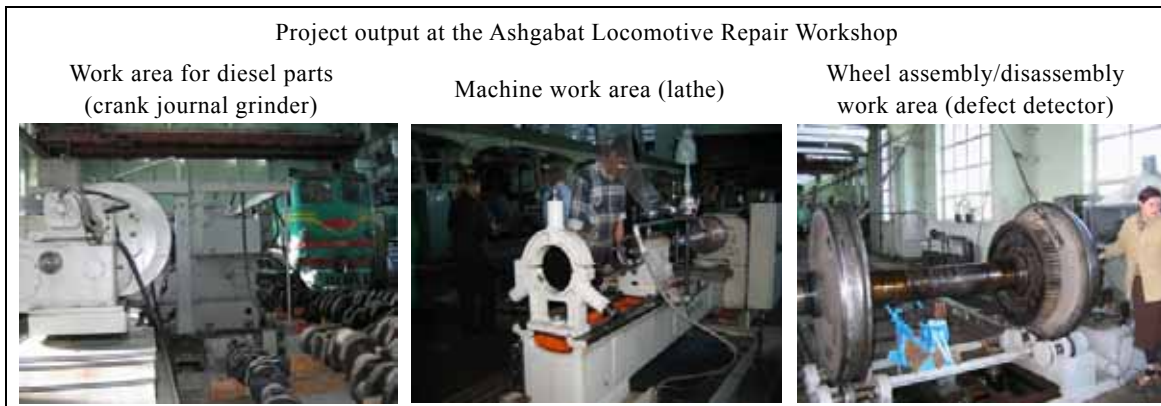 Project output at the Ashgabat Locomotive Repair Workshop
Work area for diesel parts
(crank journal grinder)
Machine work area (lathe)
Wheel assembly/disassembly
work area (defect detector)